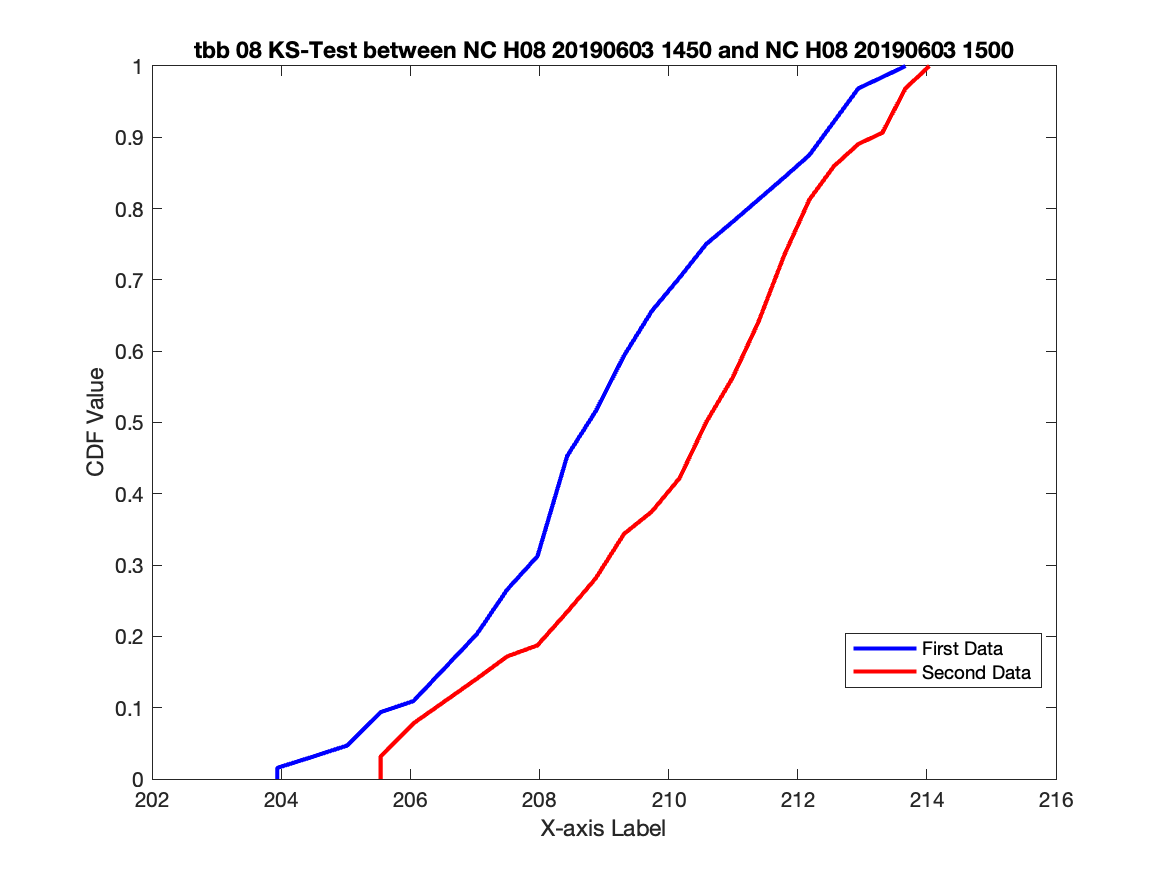 tbb 08 KS-Test between NC H08 20190603 1450 and NC H08 20190603 1500
1
0.9
0.8
0.7
0.6
0.5
0.4
0.3
0.2
0.1
0
CDF Value
First Data
Second Data
202 204 206 208 210 212 214 216
X-axis Label